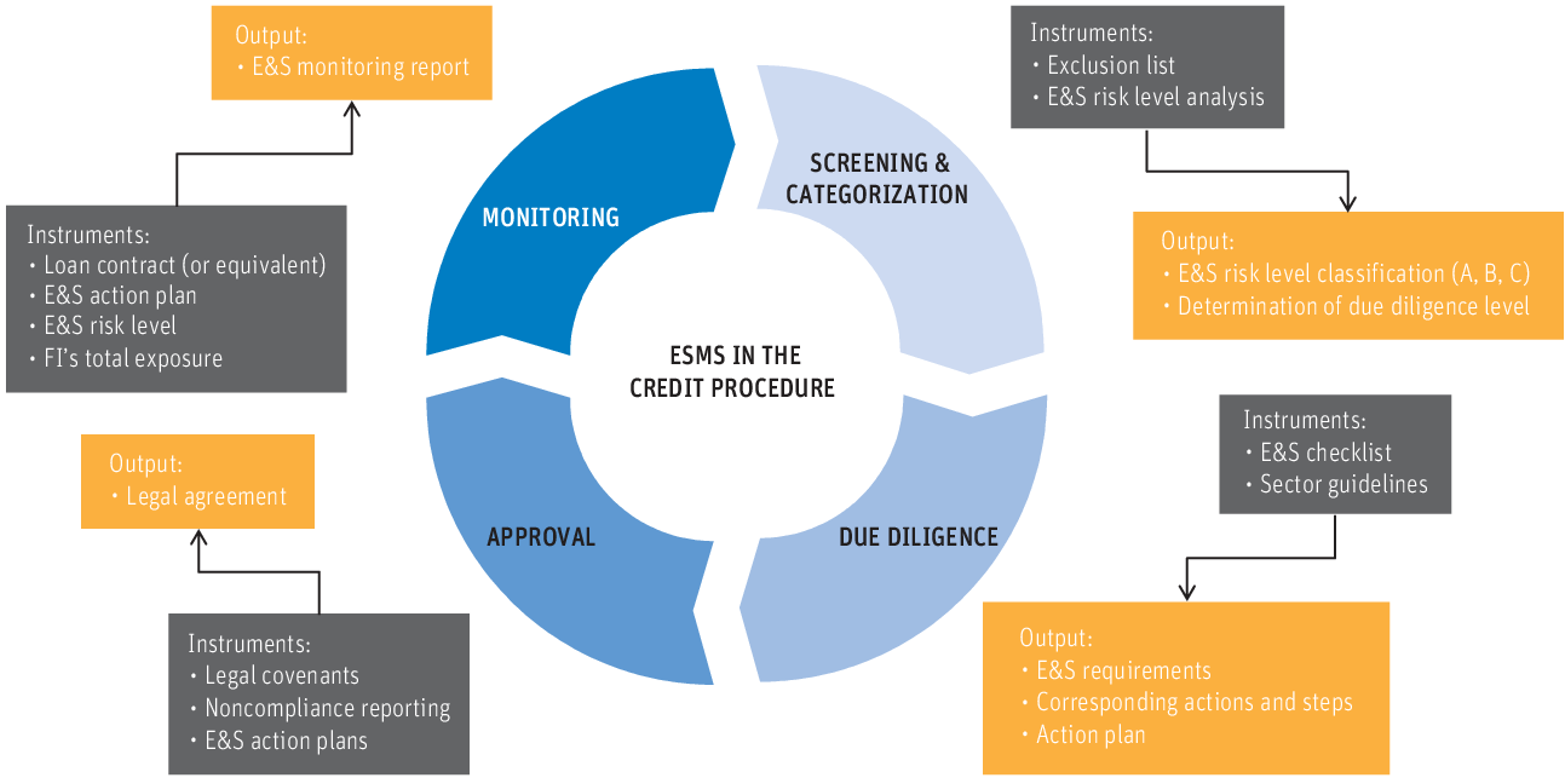 Output:
• E&S monitoring report
Instruments:
• Loan contract (or equivalent)
• E&S action plan
• E&S risk level
• FI's total exposure
MONITORING
SCREENING &
CATEGORIZATION
Instruments:
• Exclusion list
• E&S risk level analysis
Output:
• E&S risk level classification (A, B, C)
• Determination of due diligence level
ESMS IN THE
CREDIT PROCEDURE
Output:
• Legal agreement
Instruments:
• Legal covenants
• Noncompliance reporting
• E&S action plans
APPROVAL
DUE DILIGENCE
Instruments:
• E&S checklist
• Sector guidelines
Output:
• E&S requirements
• Corresponding actions and steps
• Action plan